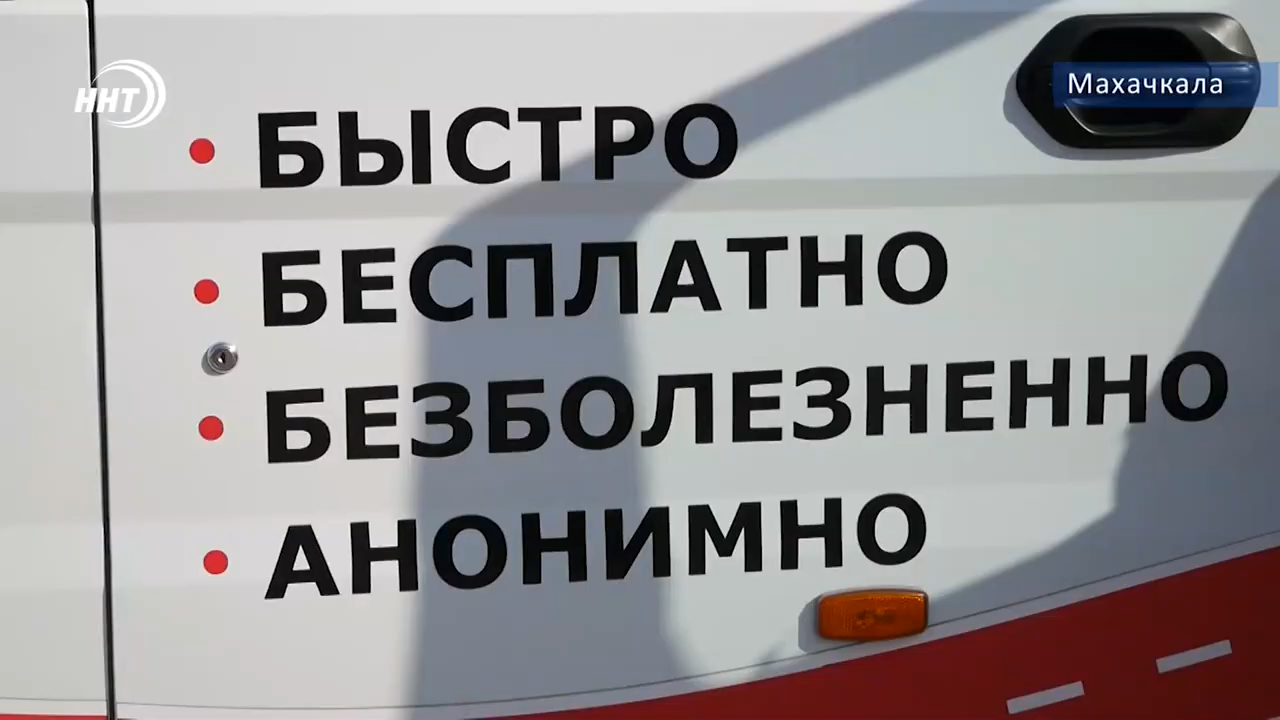 ННТ
Махачкала
БЫСТРО
БЕСПЛАТНО
БЕЗБОЛЕЗНЕННО
АНОНИМНО